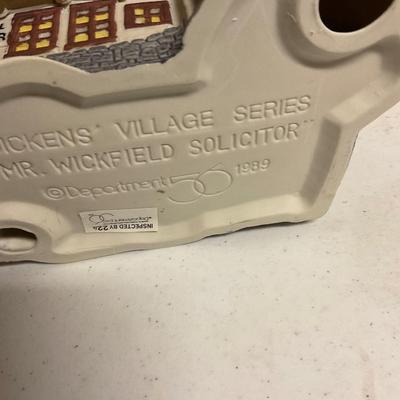 ICKENS' VILLAGE SERIES
MR. WICKFIELD SOLICITOR"
©Department 56 1989
INSPECTED BY 22